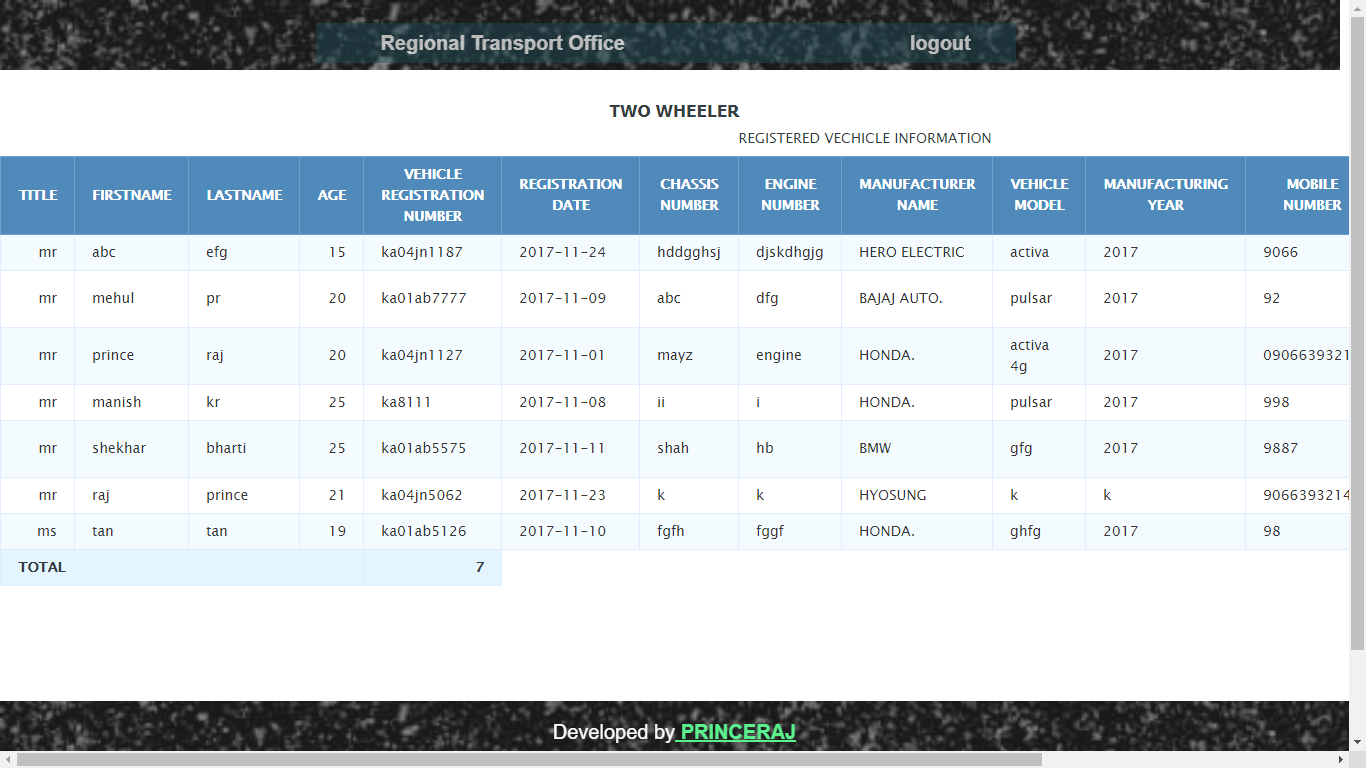 Regional Transport Office logout
TWO WHEELER
REGISTERED VECHICLE INFORMATION
TITLE FIRSTNAME LASTNAME AGE VEHICLE REGISTRATION NUMBER REGISTRATION DATE CHASSIS NUMBER ENGINE NUMBER MANUFACTURER NAME VEHICLE MODEL MANUFACTURING YEAR MOBILE NUMBER
mr abc efg 15 ka04jn1187 2017-11-24 hddgghsj djskdhgjg HERO ELECTRIC activa 2017 9066
mr mehul pr 20 ka01ab7777 2017-11-09 abc dfg BAJAJ AUTO. pulsar 2017 92
mr prince raj 20 ka04jn1127 2017-11-01 mayz engine HONDA. activa 4g 2017 0906639321
mr manish kr 25 ka8111 2017-11-08 ii i HONDA. pulsar 2017 998
mr shekhar bharti 25 ka01ab5575 2017-11-11 shah hb BMW gfg 2017 9887
mr raj prince 21 ka04jn5062 2017-11-23 k k HYOSUNG k k 9066393214
ms tan tan 19 ka01ab5126 2017-11-10 fgfh fggf HONDA. ghfg 2017 98
TOTAL 7
Developed by PRINCERAJ